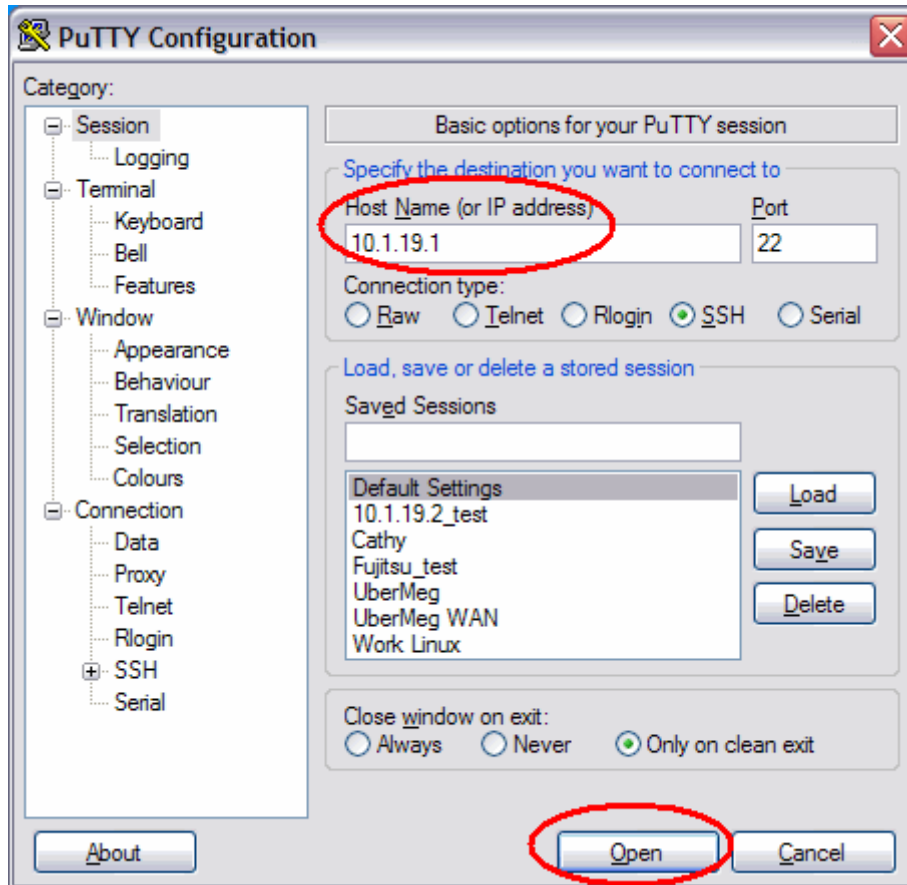 PuTTY Configuration
Category:
Session
Logging
Terminal
Keyboard
Bell
Features
Window
Appearance
Behaviour
Translation
Selection
Colours
Connection
Data
Proxy
Telnet
Rlogin
SSH
Serial
Basic options for your PuTTY session
Specify the destination you want to connect to
Host Name (or IP address) Port
10.1.19.1 22
Connection type:
Raw Telnet Rlogin SSH Serial
Load, save or delete a stored session
Saved Sessions
Default Settings
10.1.19.2_test
Cathy
Fujitsu_test
UberMeg
UberMeg WAN
Work Linux
Load
Save
Delete
Close window on exit:
Always Never Only on clean exit
About Open Cancel